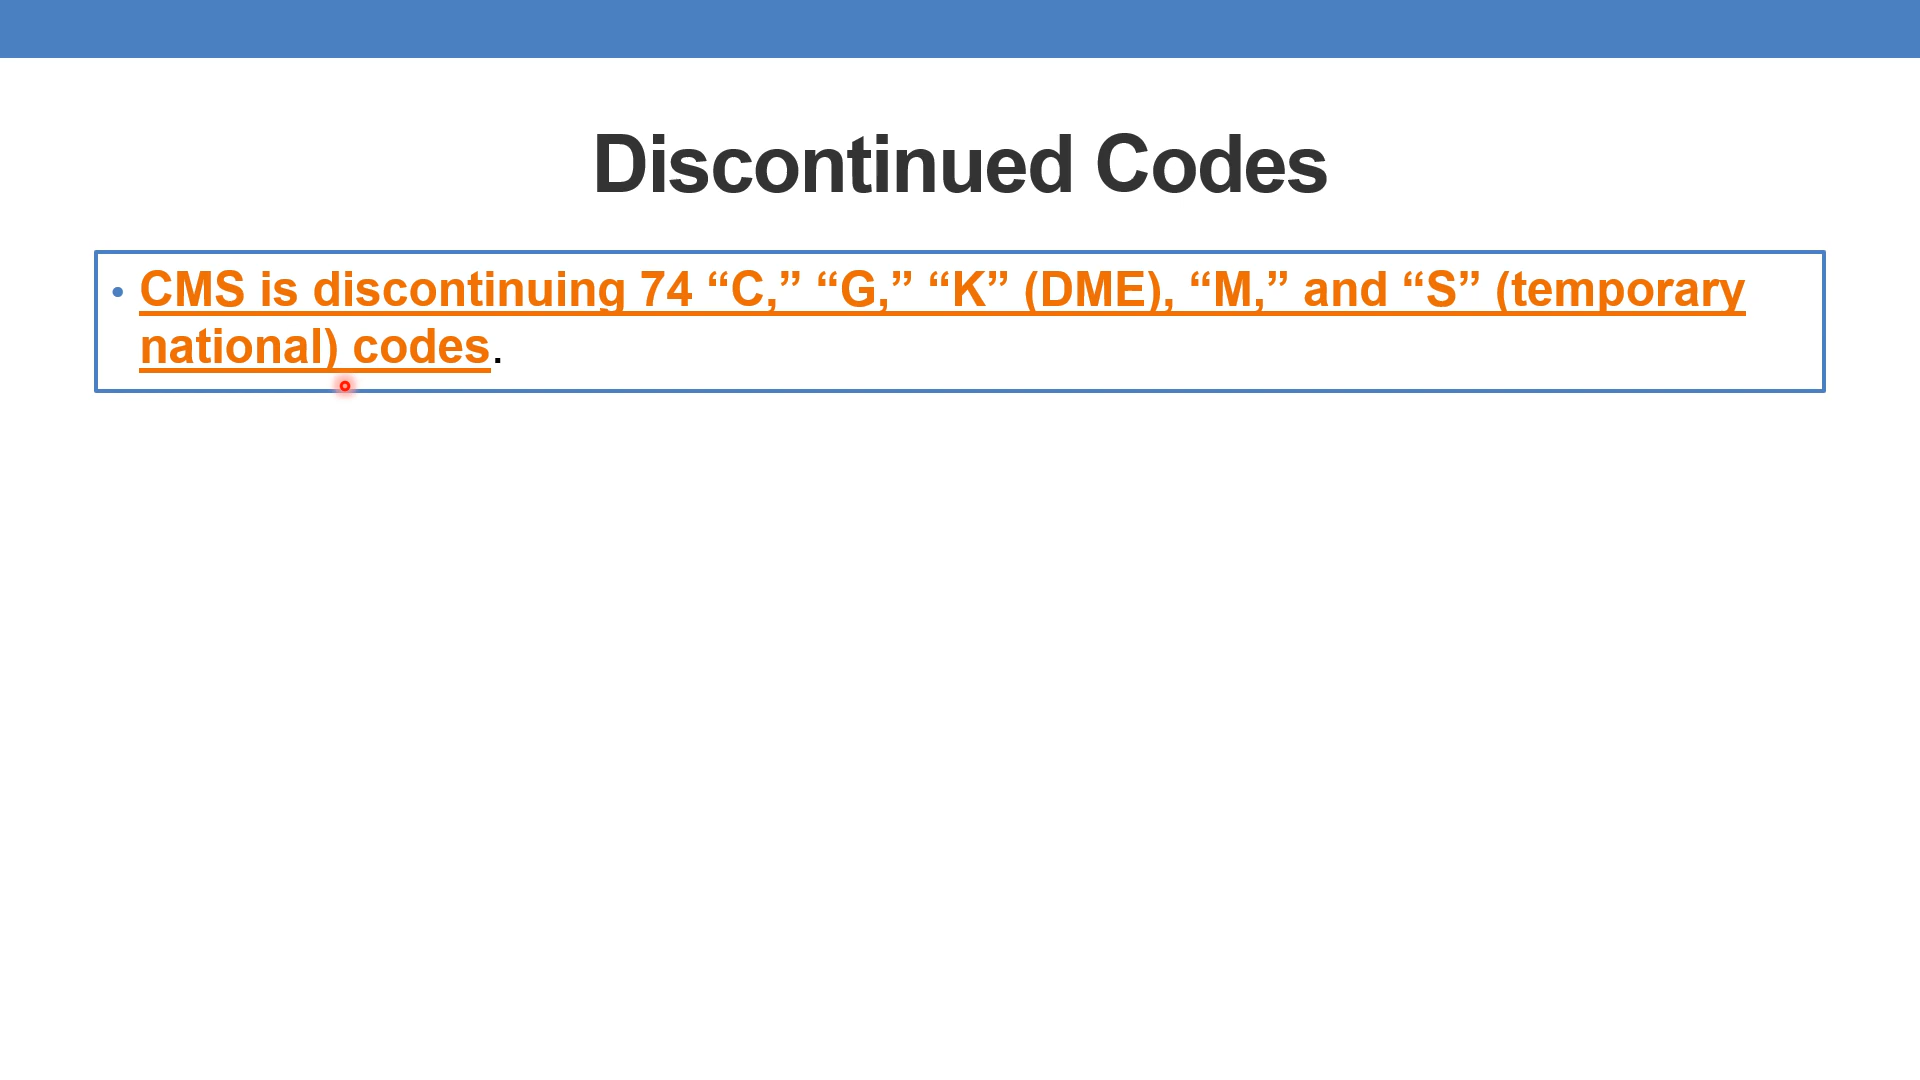 Discontinued Codes
• CMS is discontinuing 74 “C,” “G,” “K” (DME), “M,” and “S” (temporary
national) codes.